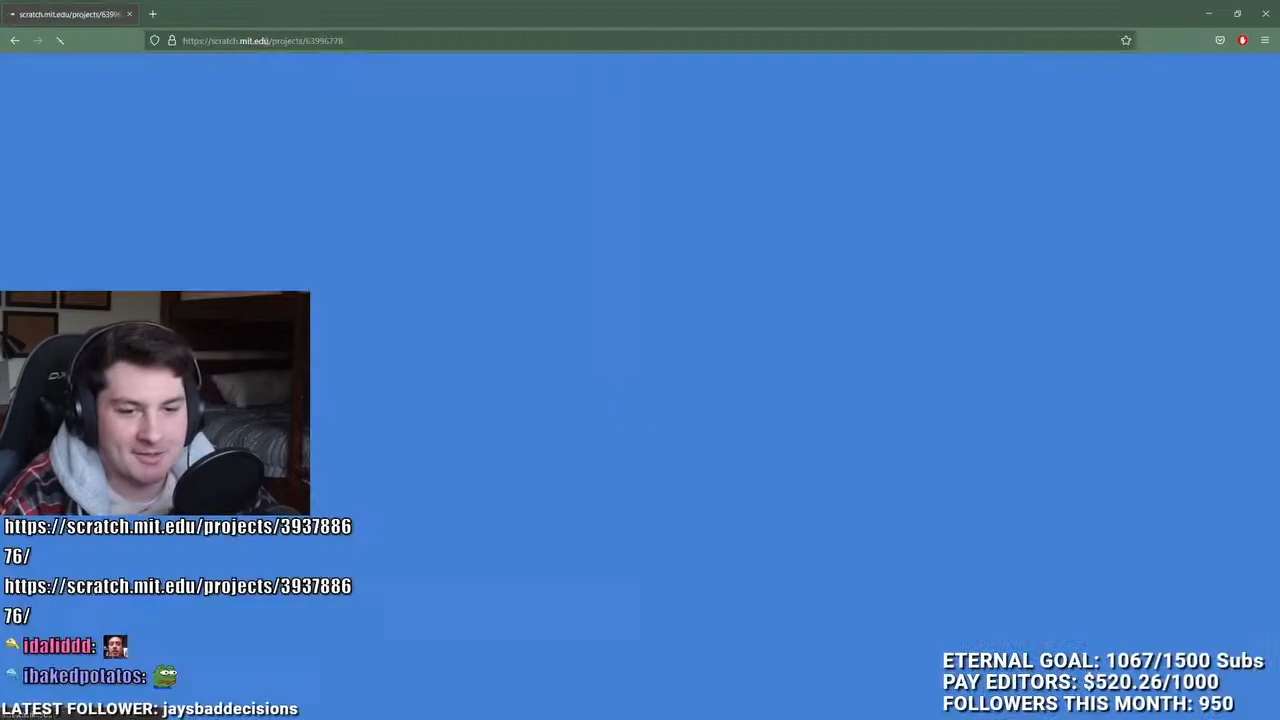 scratch.mit.edu/projects/6399
https://scratch.mit.edu/projects/63996778
https://scratch.mit.edu/projects/3937886
76/
https://scratch.mit.edu/projects/3937886
76/
idaliddd:
ibakedpotatos:
LATEST FOLLOWER: jaysbaddecisions
ETERNAL GOAL: 1067/1500 Subs
PAY EDITORS: $520.26/1000
FOLLOWERS THIS MONTH: 950